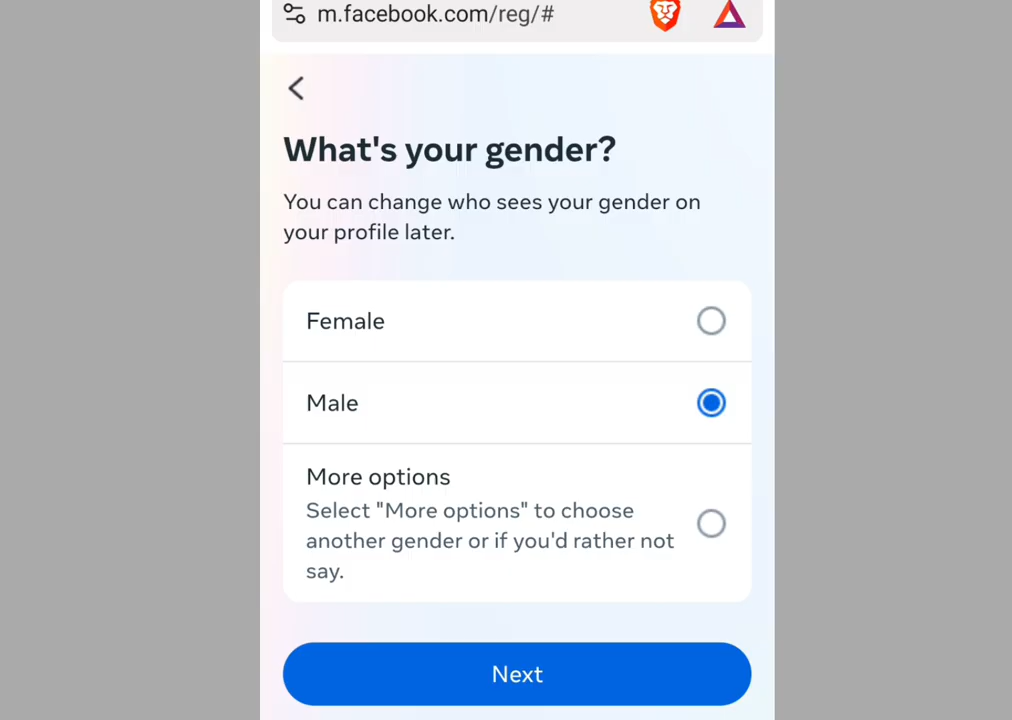 m.facebook.com/reg/#
What's your gender?
You can change who sees your gender on
your profile later.
Female
Male
More options
Select "More options" to choose
another gender or if you'd rather not
say.
Next